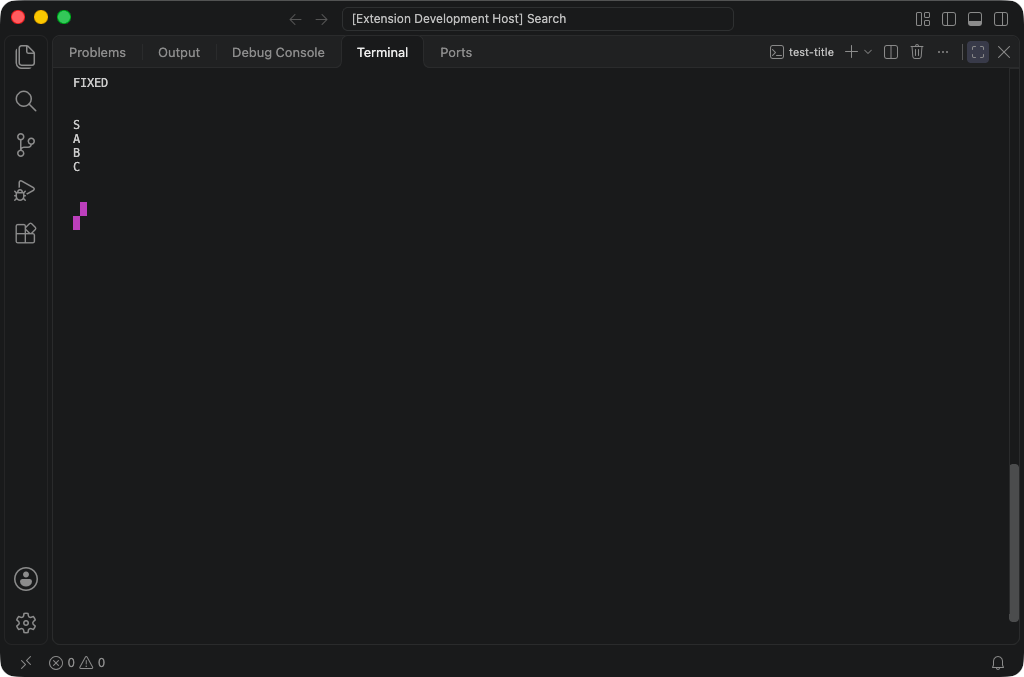 [Extension Development Host] Search
Problems Output Debug Console Terminal Ports test-title
FIXED
S
A
B
C
0 0